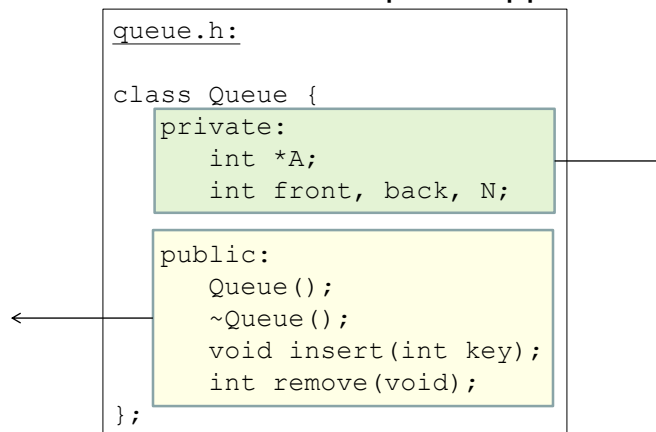 queue.h:
class Queue {
private:
int *A;
int front, back, N;
public:
Queue();
~Queue();
void insert(int key);
int remove(void);
};